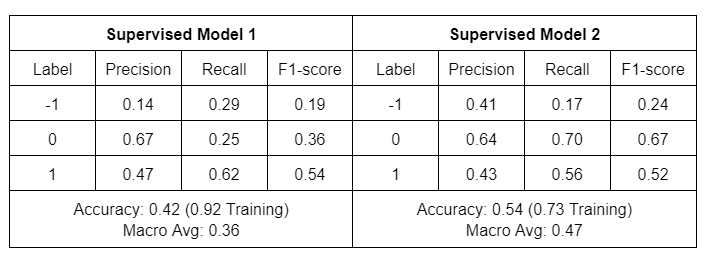 Supervised Model 1 Supervised Model 2
Label Precision Recall F1-score Label Precision Recall F1-score
-1 0.14 0.29 0.19 -1 0.41 0.17 0.24
0 0.67 0.25 0.36 0 0.64 0.70 0.67
1 0.47 0.62 0.54 1 0.43 0.56 0.52
Accuracy: 0.42 (0.92 Training) Accuracy: 0.54 (0.73 Training)
Macro Avg: 0.36 Macro Avg: 0.47